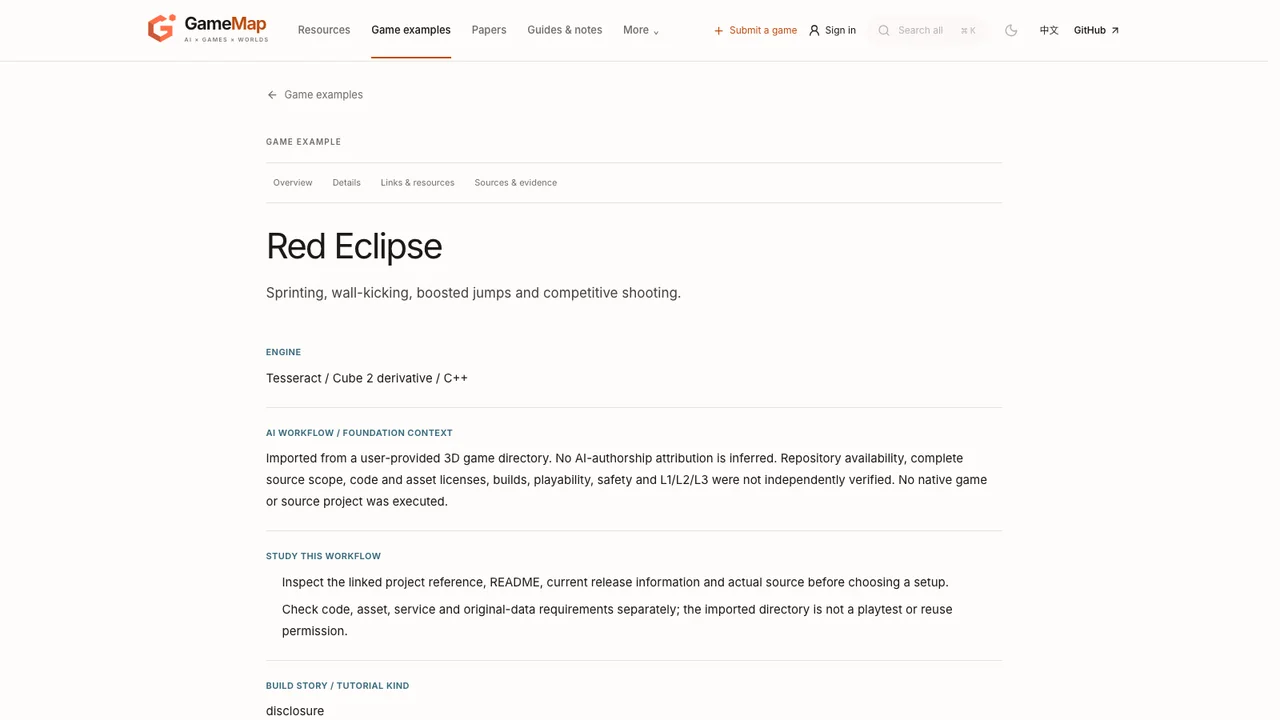 GameMap
AI × GAMES × WORLDS
Resources
Game examples
Papers
Guides & notes
More
+ Submit a game
Sign in
Search all
⌘ K
中文
GitHub ↗
← Game examples
GAME EXAMPLE
Overview
Details
Links & resources
Sources & evidence
Red Eclipse
Sprinting, wall-kicking, boosted jumps and competitive shooting.
ENGINE
Tesseract / Cube 2 derivative / C++
AI WORKFLOW / FOUNDATION CONTEXT
Imported from a user-provided 3D game directory. No AI-authorship attribution is inferred. Repository availability, complete
source scope, code and asset licenses, builds, playability, safety and L1/L2/L3 were not independently verified. No native game
or source project was executed.
STUDY THIS WORKFLOW
Inspect the linked project reference, README, current release information and actual source before choosing a setup.
Check code, asset, service and original-data requirements separately; the imported directory is not a playtest or reuse
permission.
BUILD STORY / TUTORIAL KIND
disclosure